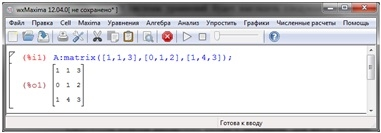 wxMaxima 12.04.0[ не сохранено* ]
Файл Правка Cell Maxima Уравнения Алгебра Анализ Упростить Графики Численные расчеты Помощь
(%i1) A:matrix([1,1,3],[0,1,2],[1,4,3]);
1 1 3
(%o1) 0 1 2
1 4 3
Готова к вводу